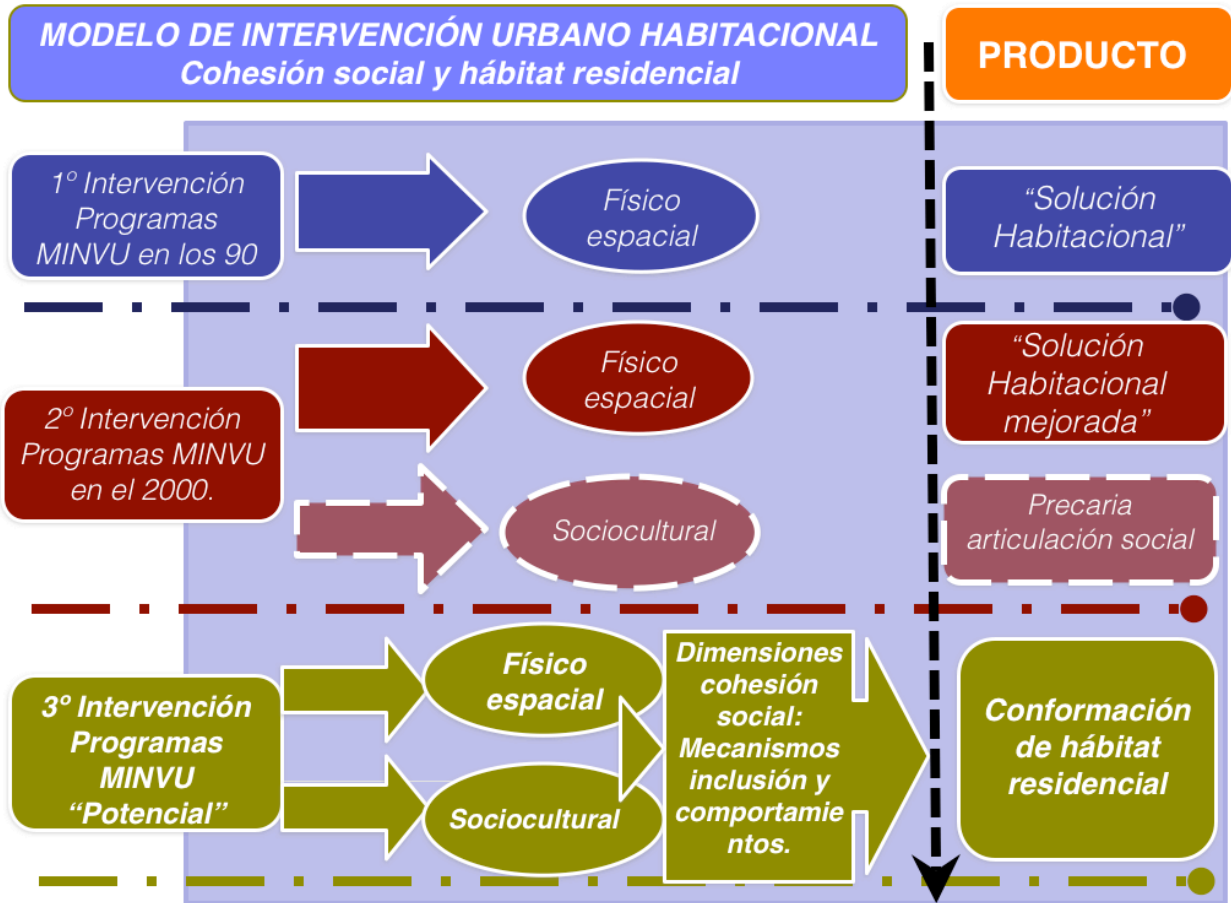 MODELO DE INTERVENCIÓN URBANO HABITACIONAL
Cohesión social y hábitat residencial
PRODUCTO
1º Intervención
Programas
MINVU en los 90
Físico
espacial
“Solución
Habitacional”
2º Intervención
Programas MINVU
en el 2000.
Físico
espacial
“Solución
Habitacional
mejorada”
Sociocultural
Precaria
articulación social
3º Intervención
Programas
MINVU
“Potencial”
Físico
espacial
Sociocultural
Dimensiones
cohesión
social:
Mecanismos
inclusión y
comportamie
ntos.
Conformación
de hábitat
residencial